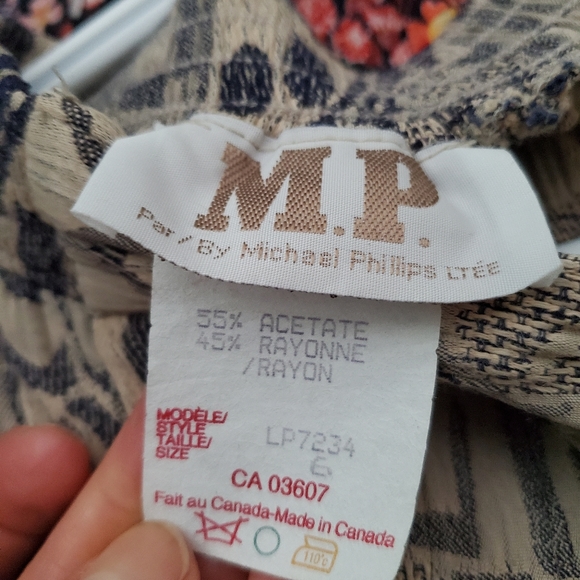 M.P.
Par/By Michael Phillips LTÉE
55% ACETATE
45% RAYONNE
/RAYON
MODÈLE/
STYLE LP7234
TAILLE/
SIZE 6
CA 03607
Fait au Canada-Made in Canada
110°c